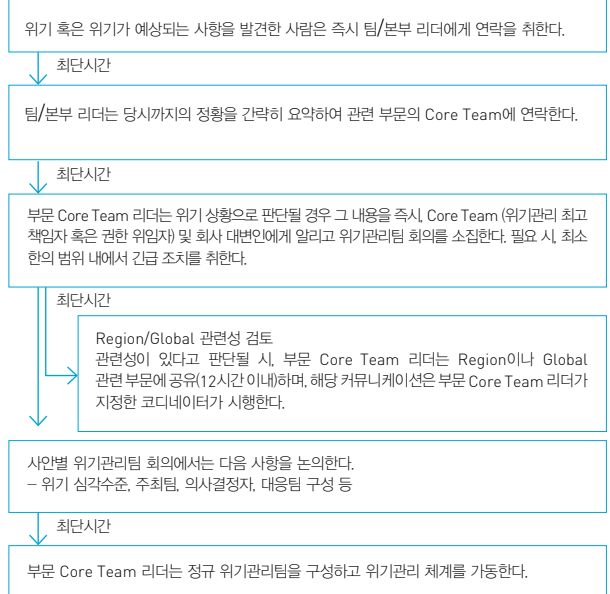 위기 혹은 위기가 예상되는 사항을 발견한 사람은 즉시 팀/본부 리더에게 연락을 취한다.
최단시간
팀/본부 리더는 당시까지의 정황을 간략히 요약하여 관련 부문의 Core Team에 연락한다.
최단시간
부문 Core Team 리더는 위기 상황으로 판단될 경우 그 내용을 즉시, Core Team (위기관리 최고
책임자 혹은 권한 위임자) 및 회사 대변인에게 알리고 위기관리팀 회의를 소집한다. 필요 시, 최소
한의 범위 내에서 긴급 조치를 취한다.
최단시간
Region/Global 관련성 검토
관련성이 있다고 판단될 시, 부문 Core Team 리더는 Region이나 Global
관련 부문에 공유(12시간 이내)하며, 해당 커뮤니케이션은 부문 Core Team 리더가
지정한 코디네이터가 시행한다.
사안별 위기관리팀 회의에서는 다음 사항을 논의한다.
– 위기 심각수준, 주최팀, 의사결정자, 대응팀 구성 등
최단시간
부문 Core Team 리더는 정규 위기관리팀을 구성하고 위기관리 체계를 가동한다.